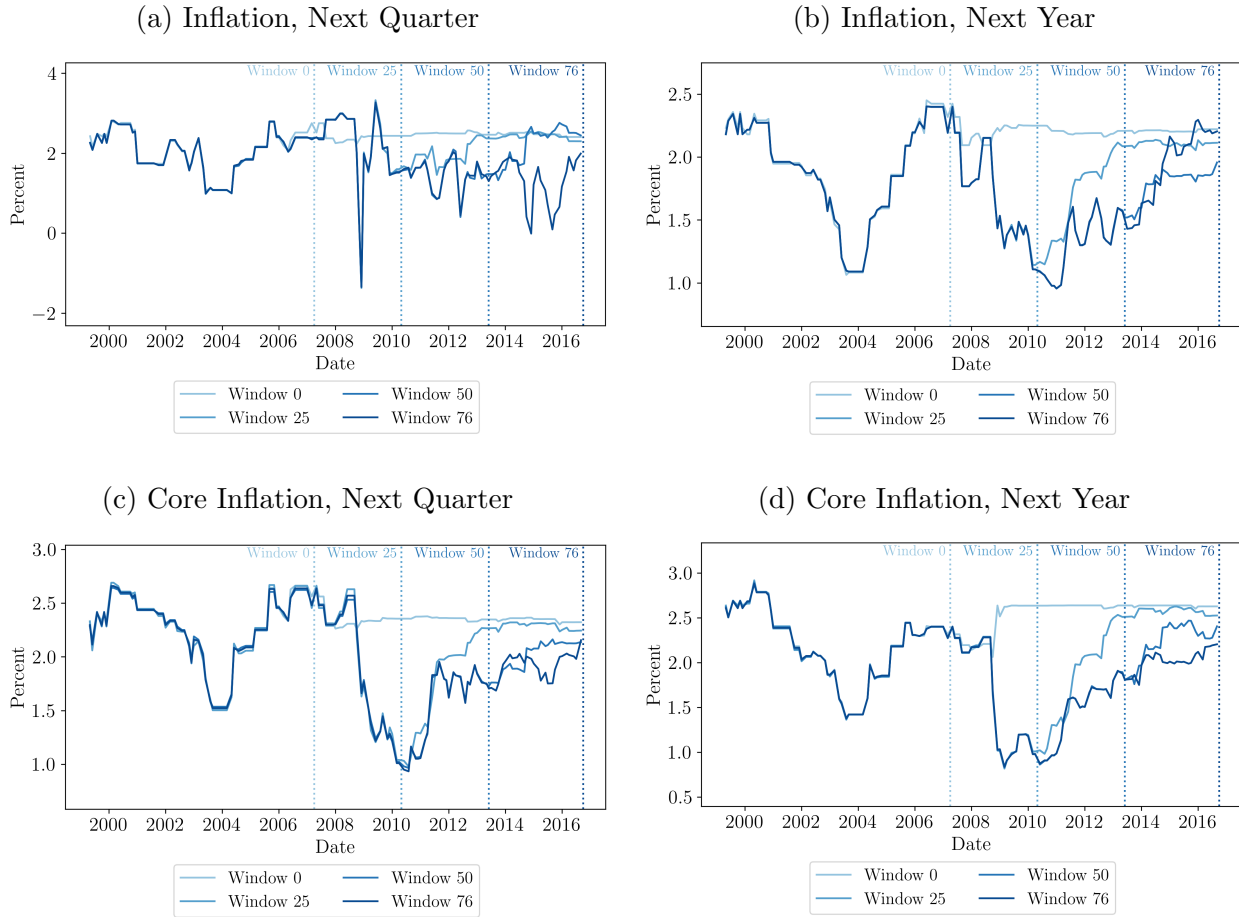 (a) Inflation, Next Quarter
Window 0 Window 25 Window 50 Window 76
4
2
0
−2
Percent
2000 2002 2004 2006 2008 2010 2012 2014 2016
Date
Window 0 Window 50
Window 25 Window 76
(b) Inflation, Next Year
Window 0 Window 25 Window 50 Window 76
2.5
2.0
1.5
1.0
Percent
2000 2002 2004 2006 2008 2010 2012 2014 2016
Date
Window 0 Window 50
Window 25 Window 76
(c) Core Inflation, Next Quarter
Window 0 Window 25 Window 50 Window 76
3.0
2.5
2.0
1.5
1.0
Percent
2000 2002 2004 2006 2008 2010 2012 2014 2016
Date
Window 0 Window 50
Window 25 Window 76
(d) Core Inflation, Next Year
Window 0 Window 25 Window 50 Window 76
3.0
2.5
2.0
1.5
1.0
0.5
Percent
2000 2002 2004 2006 2008 2010 2012 2014 2016
Date
Window 0 Window 50
Window 25 Window 76